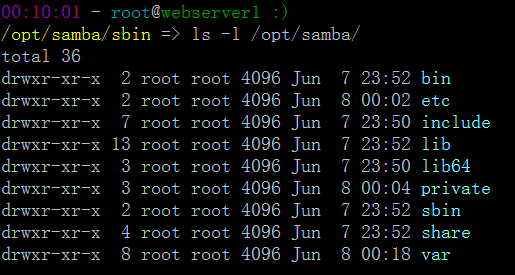 00:10:01 - root@webserver1 :)
/opt/samba/sbin => ls -l /opt/samba/
total 36
drwxr-xr-x  2 root root 4096 Jun  7 23:52 bin
drwxr-xr-x  2 root root 4096 Jun  8 00:02 etc
drwxr-xr-x  7 root root 4096 Jun  7 23:50 include
drwxr-xr-x 13 root root 4096 Jun  7 23:52 lib
drwxr-xr-x  3 root root 4096 Jun  7 23:50 lib64
drwxr-xr-x  3 root root 4096 Jun  8 00:04 private
drwxr-xr-x  2 root root 4096 Jun  7 23:52 sbin
drwxr-xr-x  4 root root 4096 Jun  7 23:52 share
drwxr-xr-x  8 root root 4096 Jun  8 00:18 var